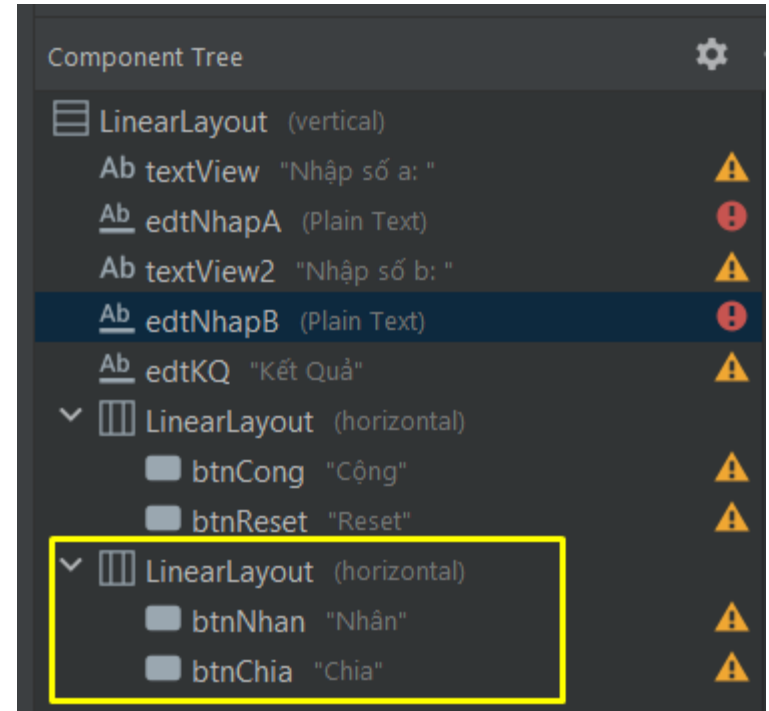 Component Tree
LinearLayout (vertical)
Ab textView "Nhập số a: "
Ab edtNhapA (Plain Text)
Ab textView2 "Nhập số b: "
Ab edtNhapB (Plain Text)
Ab edtKQ "Kết Quả"
LinearLayout (horizontal)
btnCong "Cộng"
btnReset "Reset"
LinearLayout (horizontal)
btnNhan "Nhân"
btnChia "Chia"